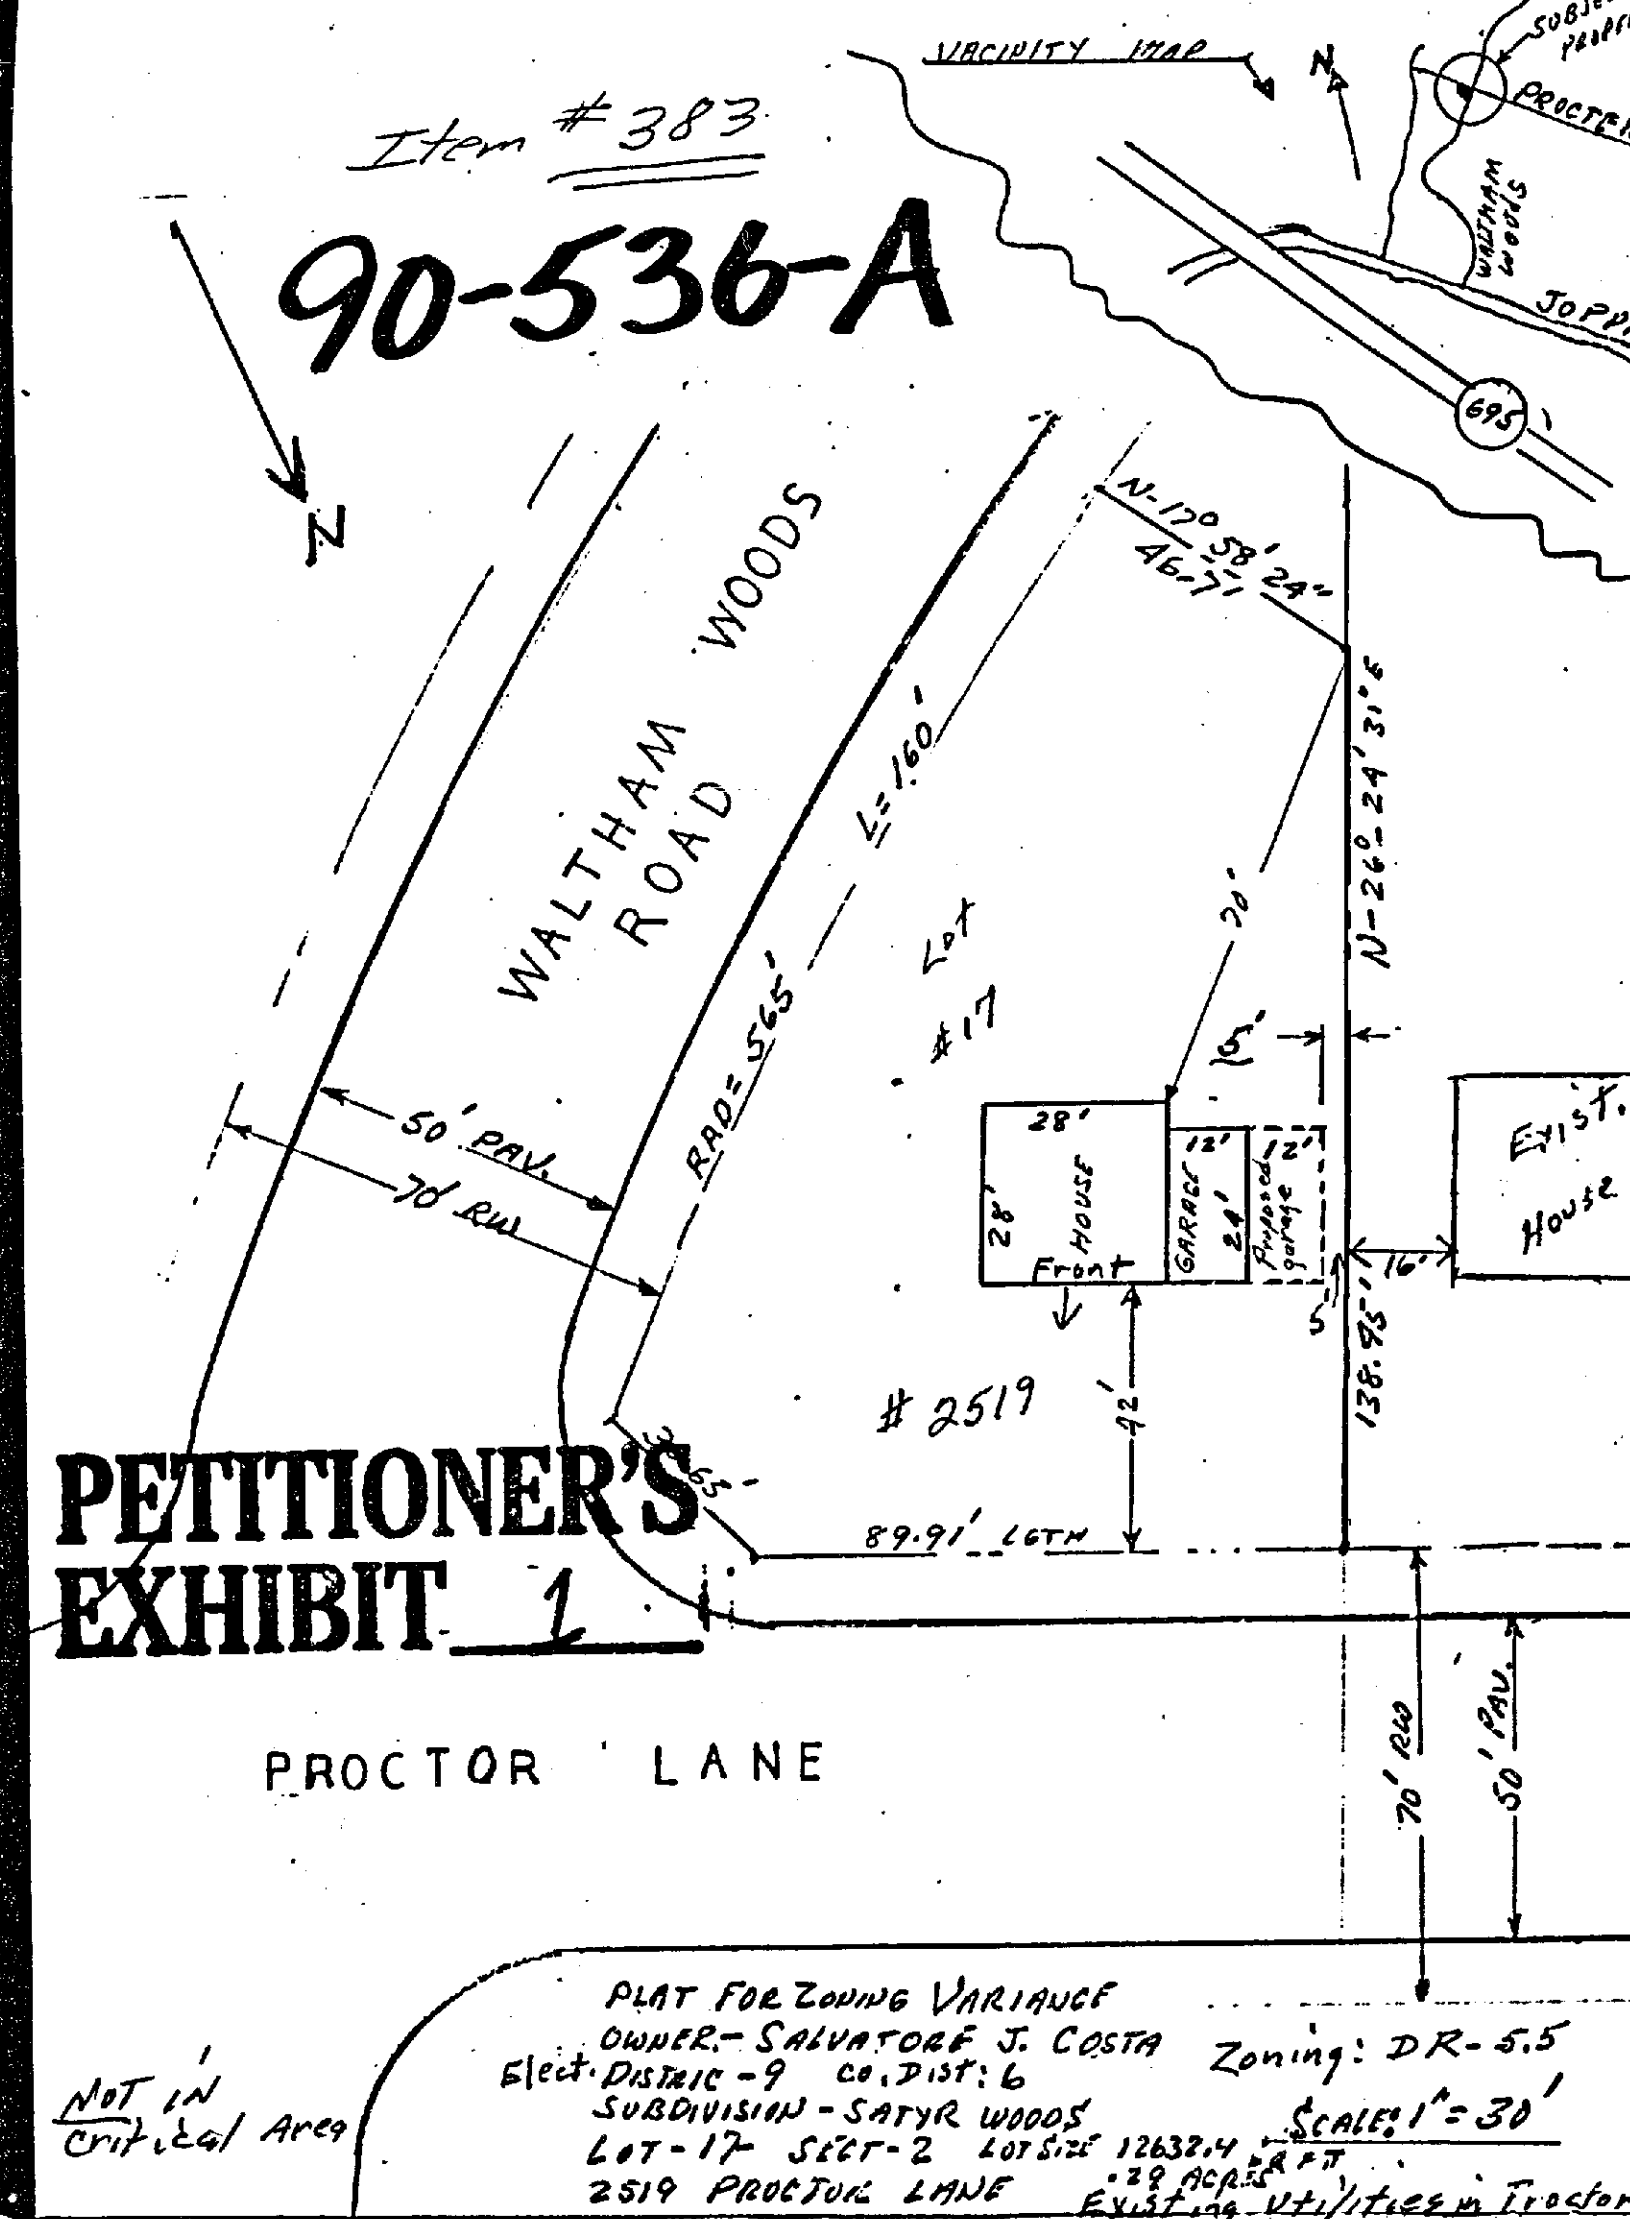 VACINITY MAP
N
PROCTER
WALTHAM
WOODS
695
Item # 383
90-536-A
N
WALTHAM WOODS
ROAD
N-17° 58' 24"
46.71'
L= 160'
RAD= 565'
N-26°-24' 31" E
138.95'
LOT
#17
70'
5'
50' PAV.
70' RW
28'
28'
HOUSE
Front
12'
GARAGE
24'
12'
Proposed
garage
5'
16'
EXIST.
House
# 2519
42'
89.91' LGTH
PETITIONER'S
EXHIBIT 1
70' RW
50' PAV.
PROCTOR LANE
PLAT FOR ZONING VARIANCE
OWNER- SALVATORE J. COSTA
Zoning: DR-5.5
Elect. DISTRIC - 9 Co. Dist: 6
SUBDIVISION - SATYR WOODS
SCALE: 1" = 30'
LOT - 17 SECT - 2 LOT SIZE 12632.4
.29 ACRES
2519 PROCTOR LANE
Existing Utilities in Proctor
NOT IN
Critical Area